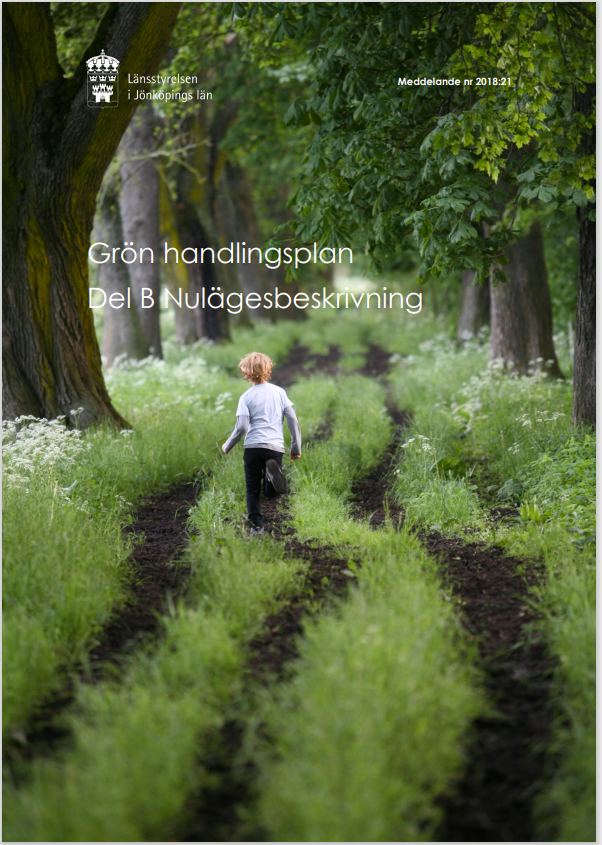 Länsstyrelsen
i Jönköpings län
Meddelande nr 2018:21
Grön handlingsplan
Del B Nulägesbeskrivning